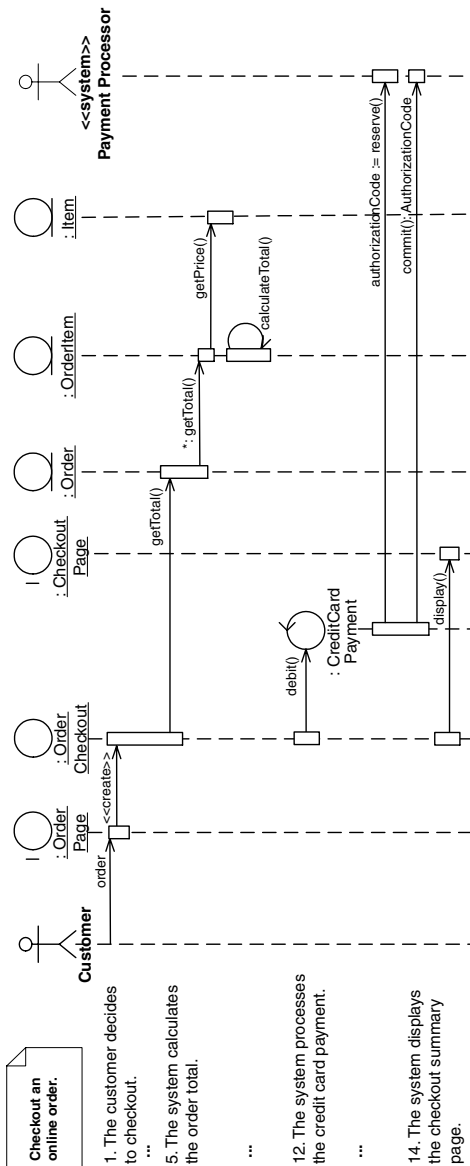 Checkout an
online order.
1. The customer decides
to checkout.
...
5. The system calculates
the order total.
...
12. The system processes
the credit card payment.
...
14. The system displays
the checkout summary
page.
Customer
: Order
Page
: Order
Checkout
: Checkout
Page
: Order
: OrderItem
: Item
<<system>>
Payment Processor
order
<<create>>
getTotal()
*: getTotal()
getPrice()
calculateTotal()
debit()
: CreditCard
Payment
authorizationCode := reserve()
commit(): AuthorizationCode
display()